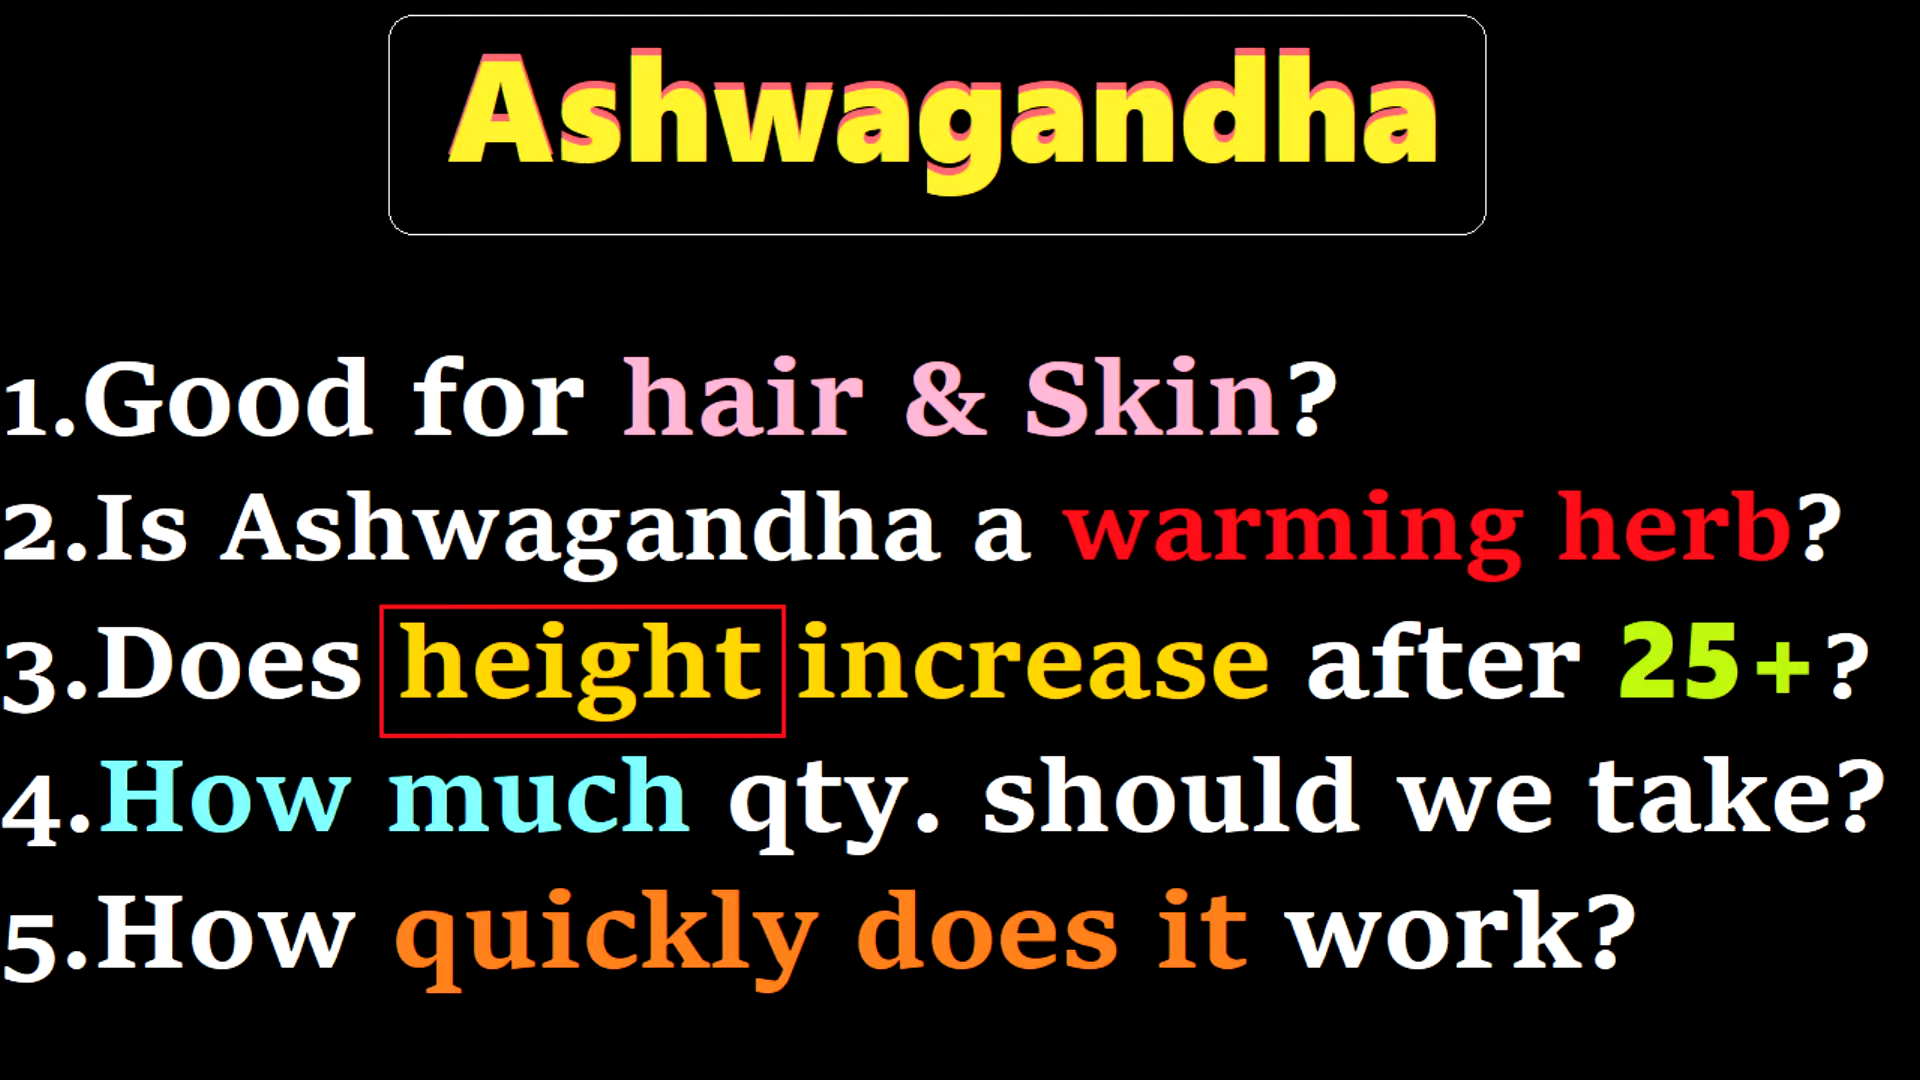 Ashwagandha
1.Good for hair & Skin?
2.Is Ashwagandha a warming herb?
3.Does height increase after 25+?
4.How much qty. should we take?
5.How quickly does it work?